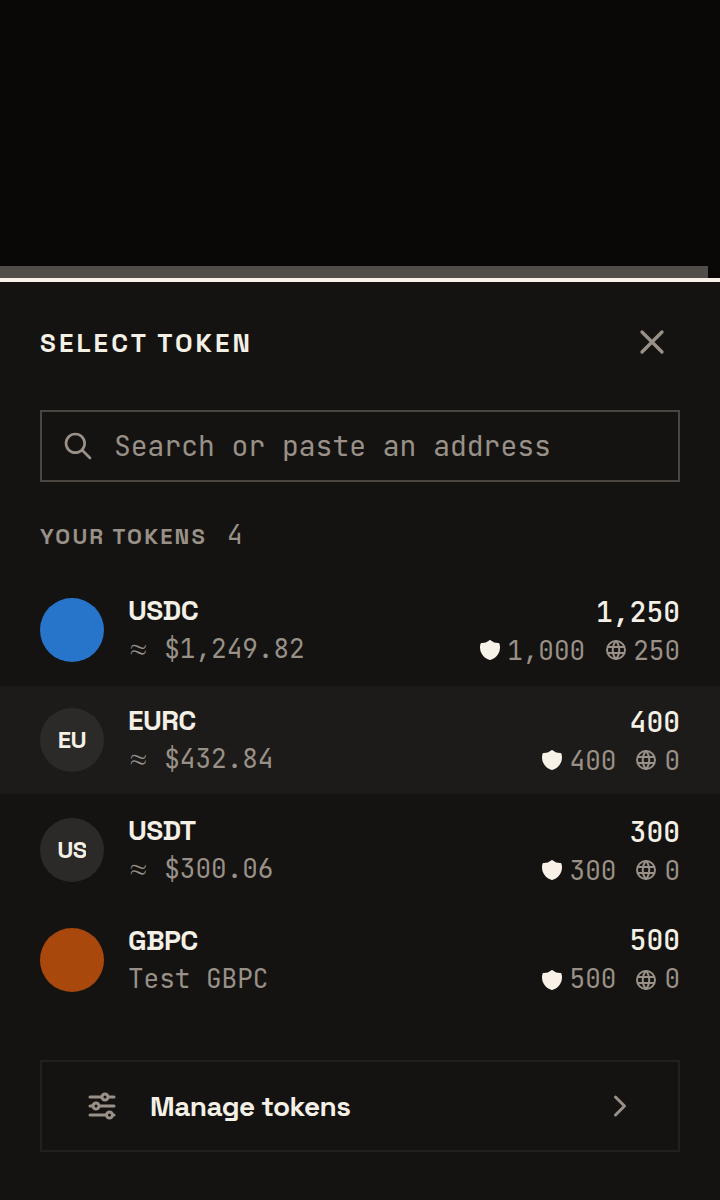 SELECT TOKEN
Search or paste an address
YOUR TOKENS 4
USDC 1,250
≈ $1,249.82 1,000 250
EU EURC 400
≈ $432.84 400 0
US USDT 300
≈ $300.06 300 0
GBPC 500
Test GBPC 500 0
Manage tokens